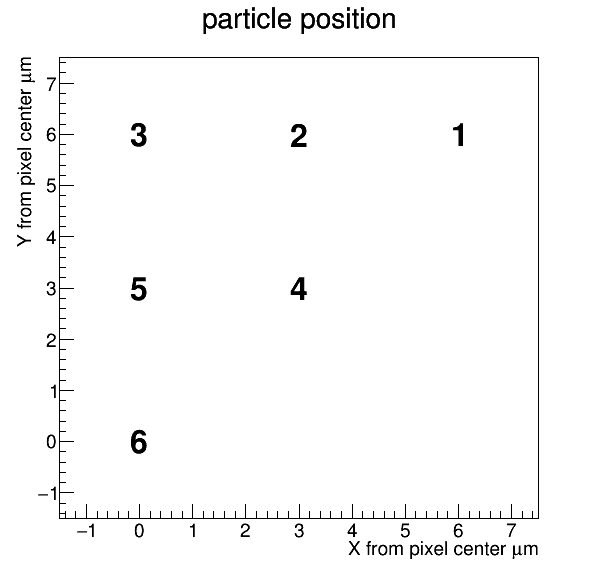 particle position
Y from pixel center μm
7
6
5
4
3
2
1
0
−1
3 2 1
5 4
6
−1 0 1 2 3 4 5 6 7
X from pixel center μm